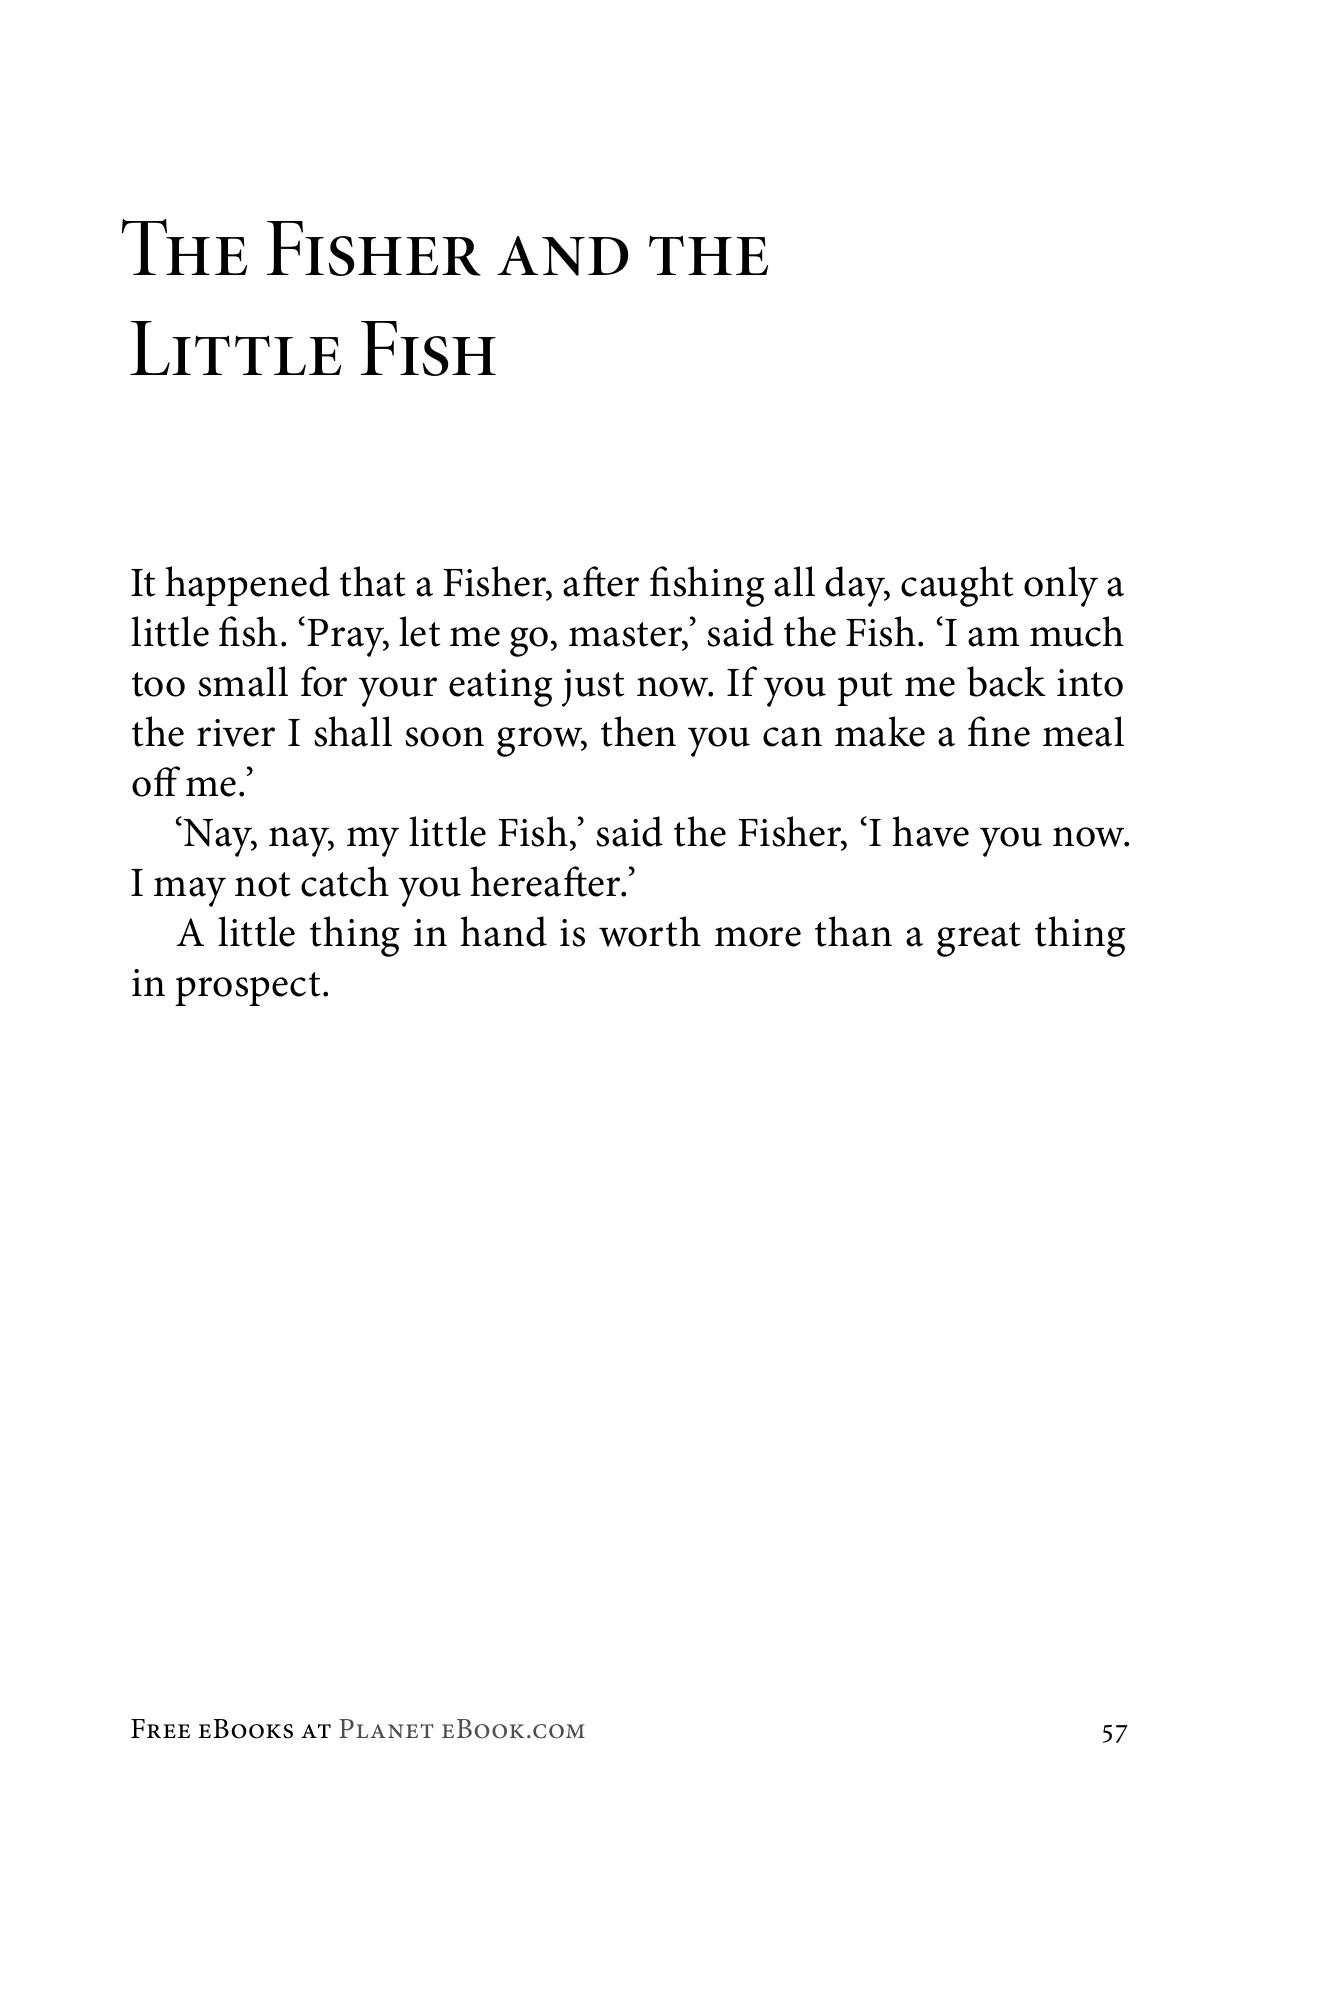 The Fisher and the
Little Fish
It happened that a Fisher, after fishing all day, caught only a
little fish. ‘Pray, let me go, master,’ said the Fish. ‘I am much
too small for your eating just now. If you put me back into
the river I shall soon grow, then you can make a fine meal
off me.’
‘Nay, nay, my little Fish,’ said the Fisher, ‘I have you now.
I may not catch you hereafter.’
A little thing in hand is worth more than a great thing
in prospect.
Free eBooks at Planet eBook.com 57